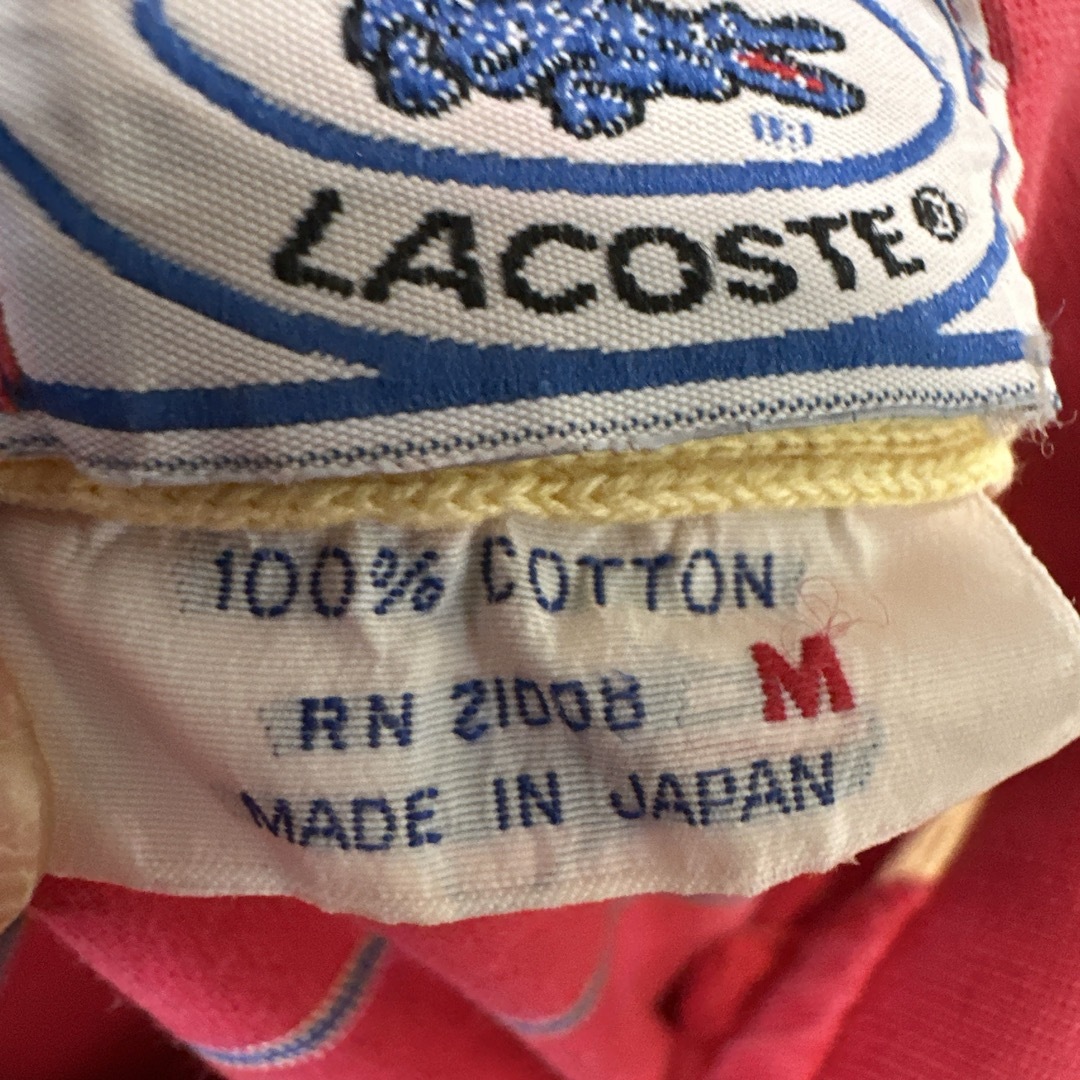 LACOSTE®
100% COTTON
RN 21008 M
MADE IN JAPAN